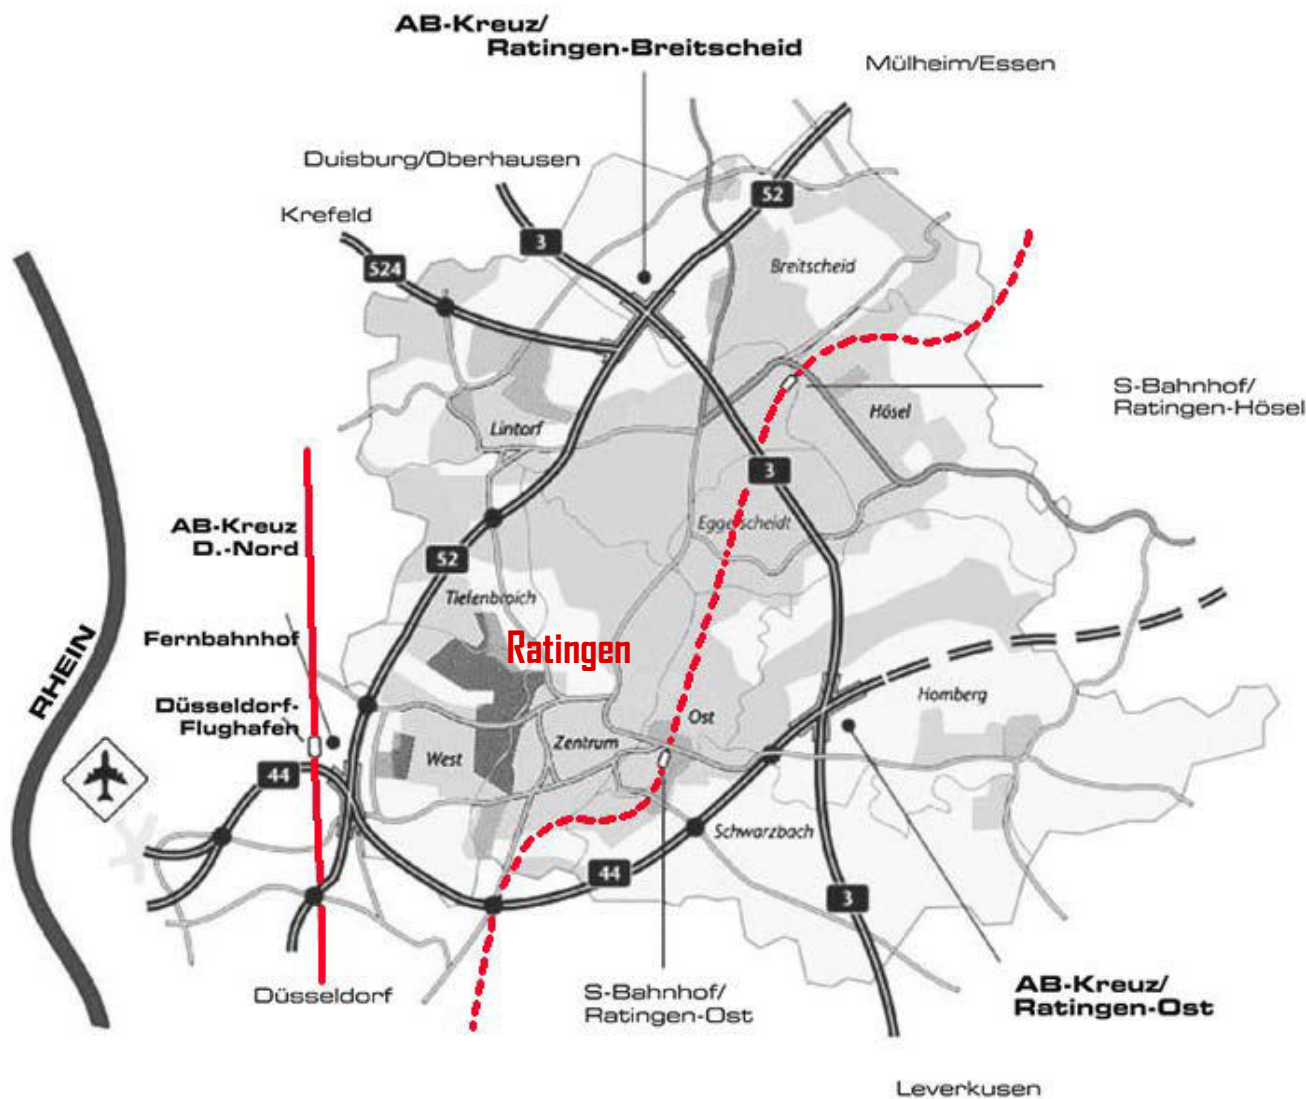 AB-Kreuz/
Ratingen-Breitscheid
Mülheim/Essen
Duisburg/Oberhausen
Krefeld
52
3
524
Breitscheid
S-Bahnhof/
Ratingen-Hösel
Hösel
Lintorf
3
AB-Kreuz
D.-Nord
Eggerscheidt
52
Tiefenbroich
Fernbahnhof
Ratingen
RHEIN
Düsseldorf-
Flughafen
Homberg
Ost
Zentrum
West
44
Schwarzbach
44
3
Düsseldorf
S-Bahnhof/
Ratingen-Ost
AB-Kreuz/
Ratingen-Ost
Leverkusen